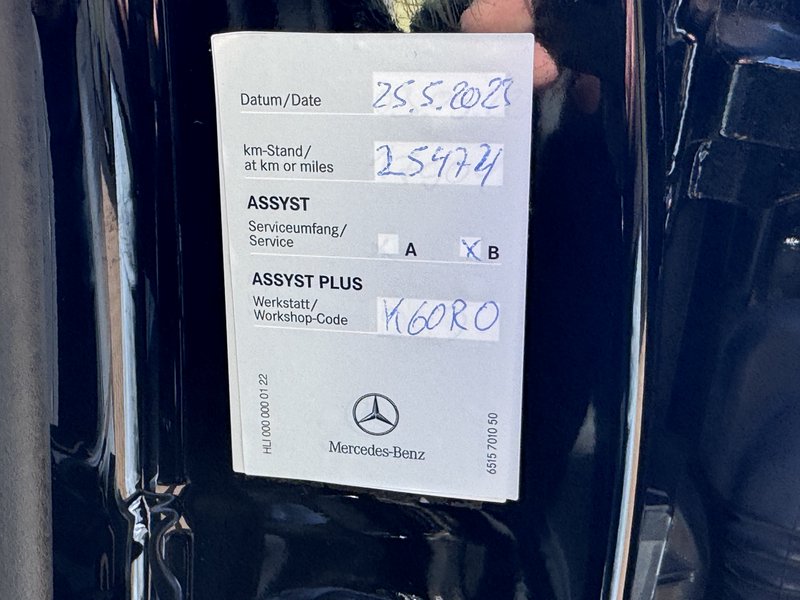 Datum/Date 25.5.2023
km-Stand/
at km or miles 25474
ASSYST
Serviceumfang/
Service A X B
ASSYST PLUS
Werkstatt/
Workshop-Code K60RO
HLI 000 000 01 22
Mercedes-Benz
6515 7010 50